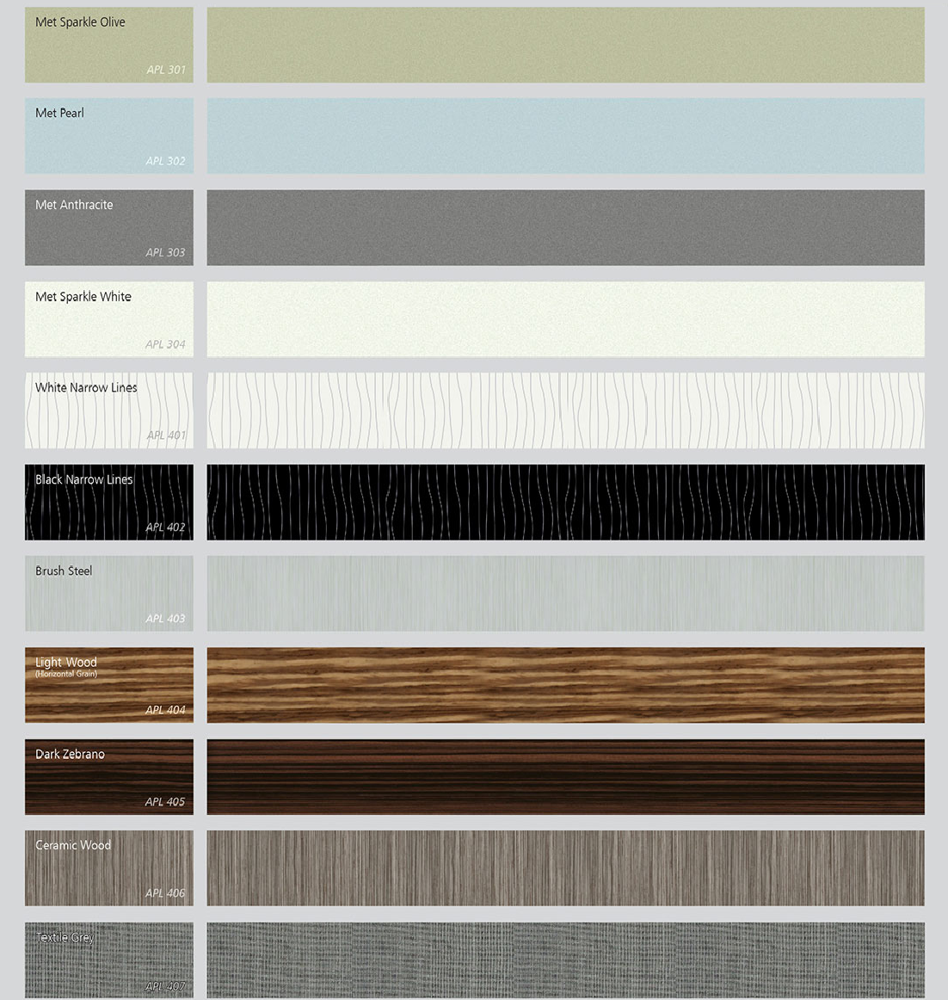 Met Sparkle Olive
APL 301
Met Pearl
APL 302
Met Anthracite
APL 303
Met Sparkle White
APL 304
White Narrow Lines
APL 401
Black Narrow Lines
APL 402
Brush Steel
APL 403
Light Wood
(Horizontal Grain)
APL 404
Dark Zebrano
APL 405
Ceramic Wood
APL 406
Textile Grey
APL 407